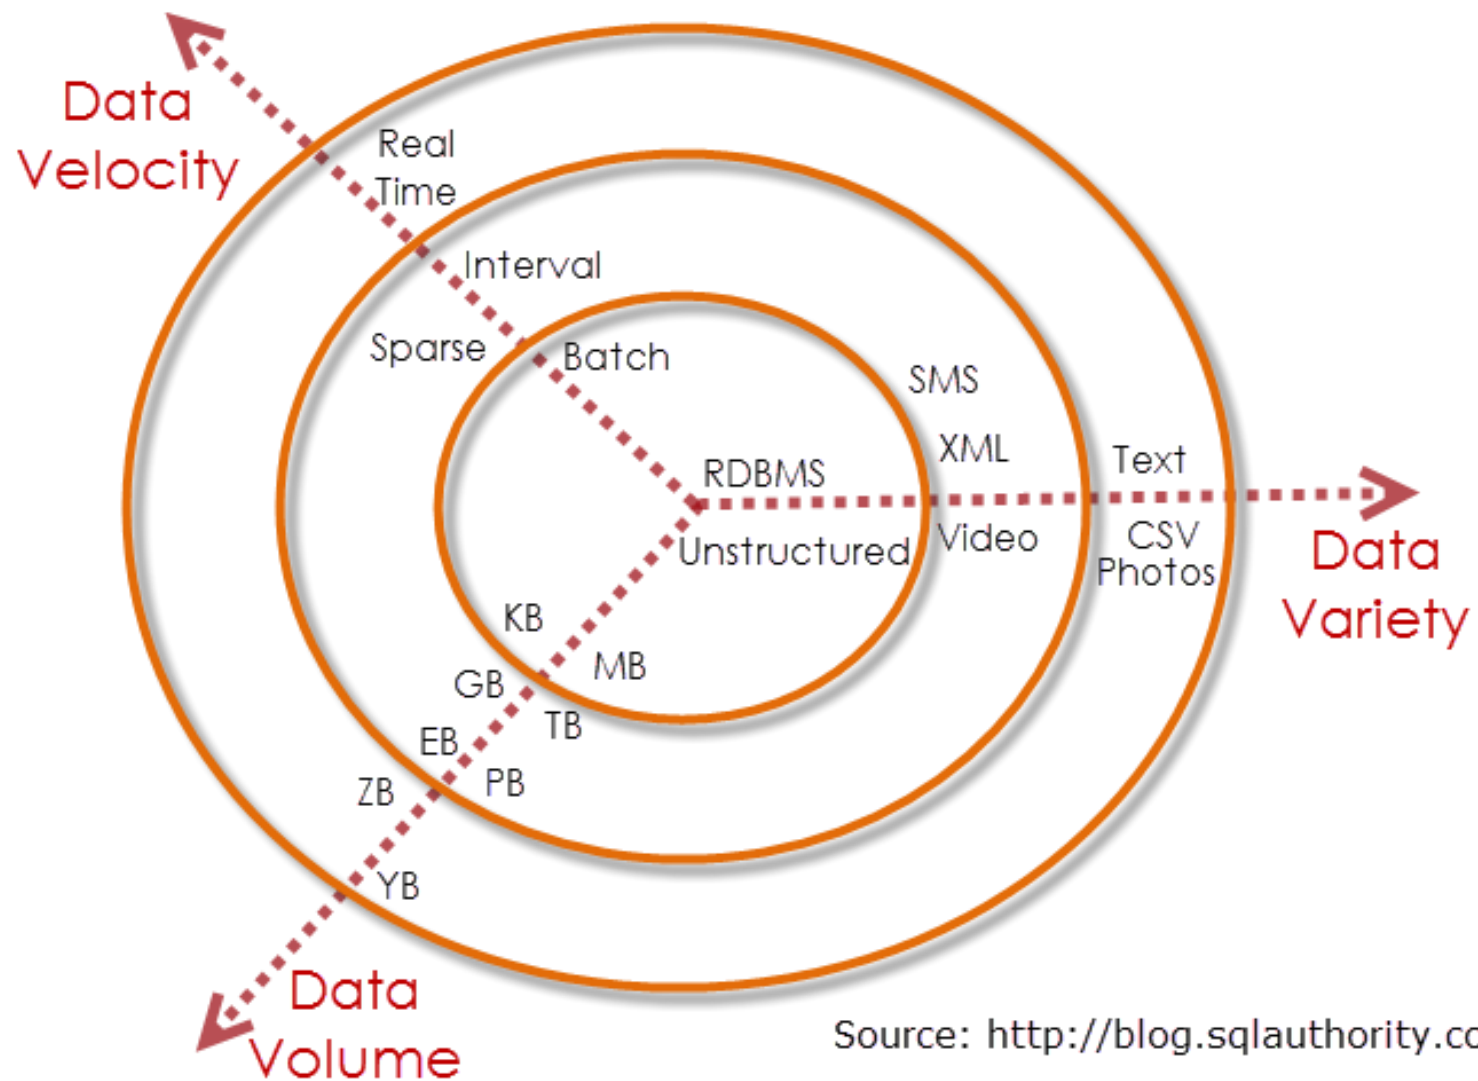 Data
Velocity
Real
Time
Interval
Sparse
Batch
SMS
XML
Text
RDBMS
Unstructured
Video
CSV
Photos
Data
Variety
KB
MB
GB
TB
EB
PB
ZB
YB
Data
Volume
Source: http://blog.sqlauthority.co